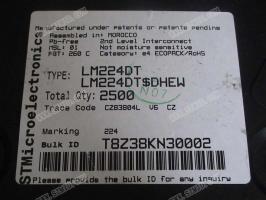 Manufactured under patents or patents pending
Assembled in: MOROCCO
Pb-free 2nd Level Interconnect
MSL: 01 Not moisture sensitive
PBT: 260 C Category: e4 ECOPACK/RoHS
TYPE: LM224DT
LM224DT$DHEW
Total Qty: 2500
Trace Code CZ83804L V6 CZ
Marking 224
Bulk ID T8Z38KN30002
Please provide the bulk ID for any inquiry
STMicroelectronics